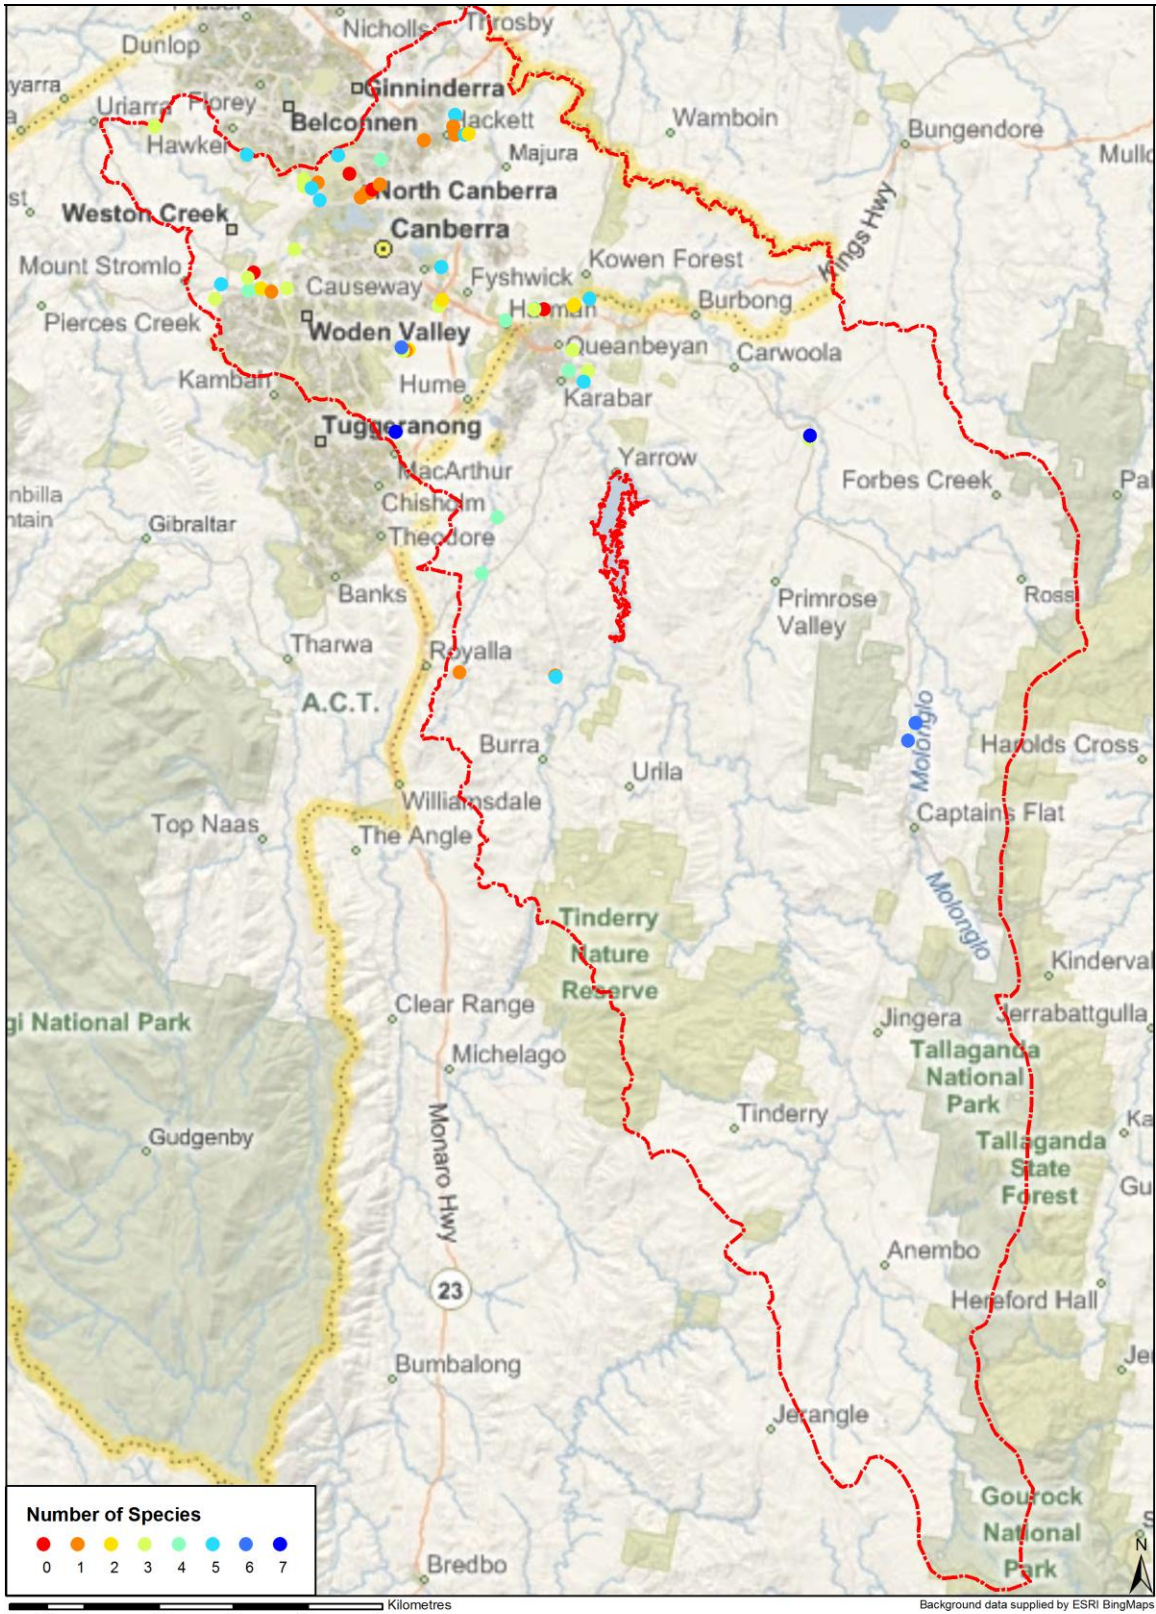 Fraser
Nicholls
Throsby
Dunlop
Ginninderra
Uriarra
Florey
Belconnen
Hackett
Wamboin
Bungendore
Hawker
Majura
North Canberra
Weston Creek
Canberra
Kings Hwy
Mount Stromlo
Kowen Forest
Fyshwick
Causeway
Burbong
Pierces Creek
Woden Valley
Queanbeyan
Carwoola
Kambah
Hume
Karabar
Tuggeranong
Yarrow
MacArthur
Forbes Creek
Chisholm
Gibraltar
Theodore
Banks
Primrose
Valley
Ross
Tharwa
Royalla
A.C.T.
Molonglo
Burra
Harolds Cross
Urila
Williamsdale
Captains Flat
Top Naas
The Angle
Molonglo
Tinderry
Nature
Reserve
Kinderval
Clear Range
gi National Park
Jingera
Jerrabattgulla
Michelago
Tallaganda
National
Park
Monaro Hwy
Tinderry
Gudgenby
Tallaganda
State
Forest
Gu
Anembo
23
Hereford Hall
Bumbalong
Jerangle
Number of Species
0 1 2 3 4 5 6 7
Gourock
National
Park
N
Bredbo
Kilometres
Background data supplied by ESRI BingMaps